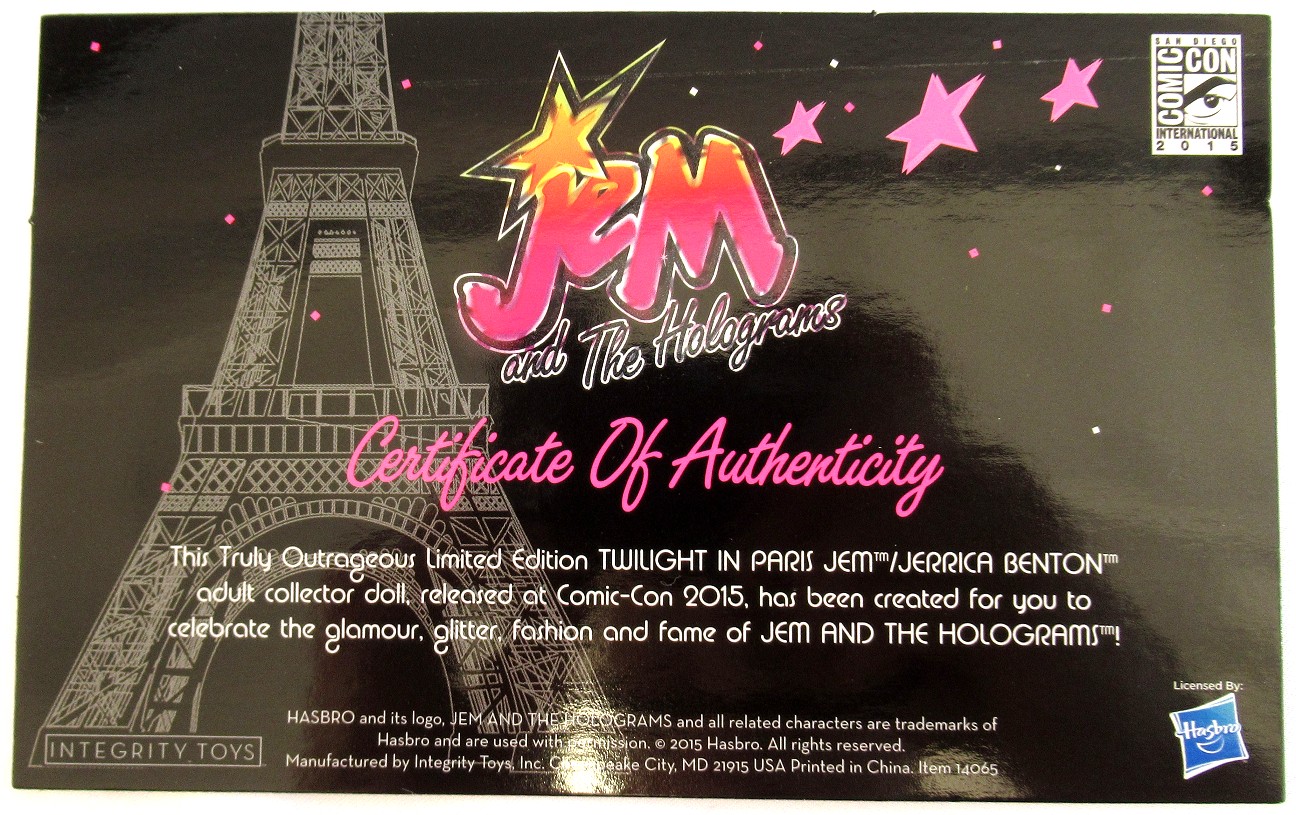 SAN DIEGO
COMIC CON
INTERNATIONAL
2015
JEM
and The Holograms
Certificate Of Authenticity
This Truly Outrageous Limited Edition TWILIGHT IN PARIS JEM™/JERRICA BENTON™
adult collector doll, released at Comic-Con 2015, has been created for you to
celebrate the glamour, glitter, fashion and fame of JEM AND THE HOLOGRAMS™!
Licensed By:
Hasbro
HASBRO and its logo, JEM AND THE HOLOGRAMS and all related characters are trademarks of
Hasbro and are used with permission. © 2015 Hasbro. All rights reserved.
Manufactured by Integrity Toys, Inc. Chesapeake City, MD 21915 USA Printed in China. Item 14065
INTEGRITY TOYS